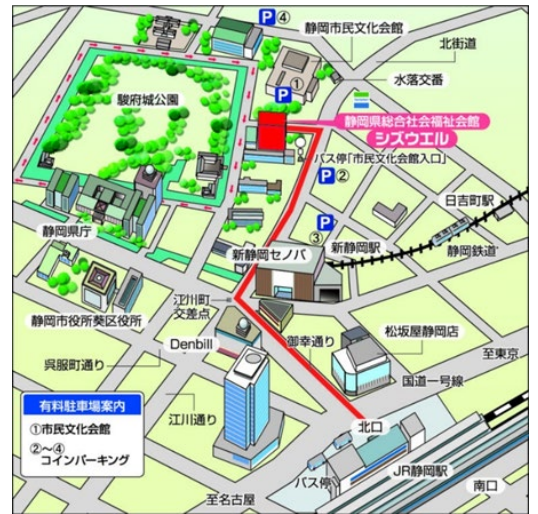 P④
静岡市民文化会館
北街道
①
P
水落交番
駿府城公園
静岡県総合社会福祉会館
シズウエル
バス停「市民文化会館入口」
P②
日吉町駅
P
③
静岡県庁
新静岡セノバ
新静岡駅
静岡鉄道
江川町
交差点
静岡市役所葵区役所
Denbill
御幸通り
松坂屋静岡店
呉服町通り
至東京
国道一号線
有料駐車場案内
①市民文化会館
②~④
コインパーキング
江川通り
北口
JR静岡駅
バス停
南口
至名古屋